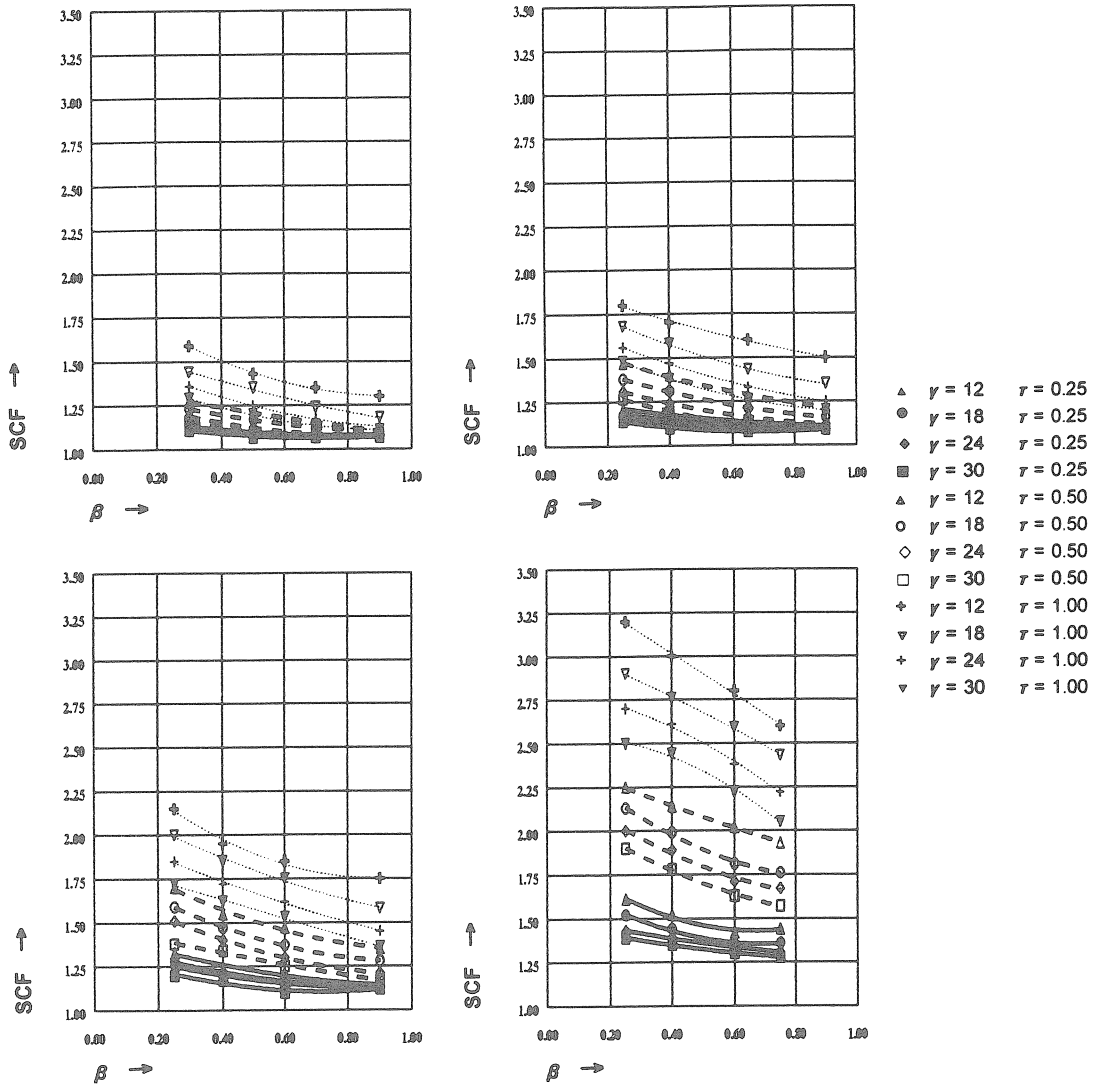 3.50
3.25
3.00
2.75
2.50
2.25
2.00
1.75
1.50
1.25
1.00
SCF
0.00 0.20 0.40 0.60 0.80 1.00
β
3.50
3.25
3.00
2.75
2.50
2.25
2.00
1.75
1.50
1.25
1.00
SCF
0.00 0.20 0.40 0.60 0.80 1.00
β
γ = 12 τ = 0.25
γ = 18 τ = 0.25
γ = 24 τ = 0.25
γ = 30 τ = 0.25
γ = 12 τ = 0.50
γ = 18 τ = 0.50
γ = 24 τ = 0.50
γ = 30 τ = 0.50
γ = 12 τ = 1.00
γ = 18 τ = 1.00
γ = 24 τ = 1.00
γ = 30 τ = 1.00
3.50
3.25
3.00
2.75
2.50
2.25
2.00
1.75
1.50
1.25
1.00
SCF
0.00 0.20 0.40 0.60 0.80 1.00
β
3.50
3.25
3.00
2.75
2.50
2.25
2.00
1.75
1.50
1.25
1.00
SCF
0.00 0.20 0.40 0.60 0.80 1.00
β